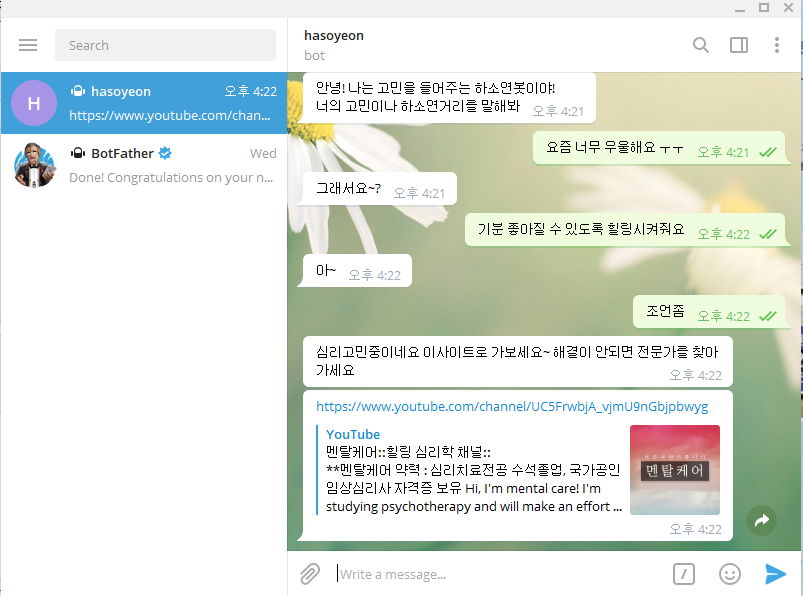 Search
hasoyeon
bot
H
hasoyeon
오후 4:22
https://www.youtube.com/chan...
BotFather
Wed
Done! Congratulations on your n...
안녕! 나는 고민을 들어주는 하소연봇이야!
너의 고민이나 하소연거리를 말해봐
오후 4:21
요즘 너무 우울해요 ㅜㅜ
오후 4:21
그래서요~?
오후 4:21
기분 좋아질 수 있도록 힐링시켜줘요
오후 4:22
아~
오후 4:22
조언좀
오후 4:22
심리고민중이네요 이사이트로 가보세요~ 해결이 안되면 전문가를 찾아
가세요
오후 4:22
https://www.youtube.com/channel/UC5FrwbjA_vjmU9nGbjpbwyg
YouTube
멘탈케어::힐링 심리학 채널::
**멘탈케어 약력 : 심리치료전공 수석졸업, 국가공인
임상심리사 자격증 보유 Hi, I'm mental care! I'm
studying psychotherapy and will make an effort ...
멘탈케어
오후 4:22
Write a message...